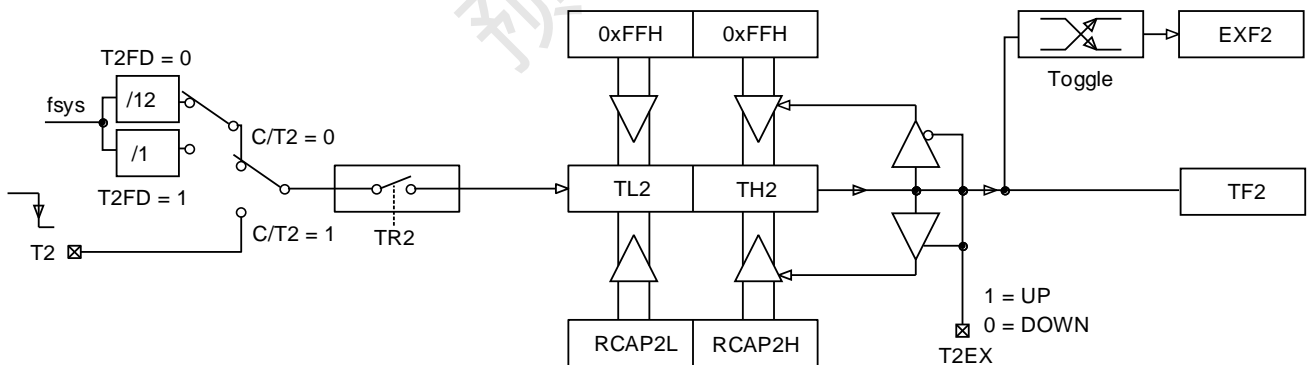 预
0xFFH 0xFFH
EXF2
Toggle
T2FD = 0
fsys
/12
C/T2 = 0
/1
T2FD = 1
TL2 TH2
TF2
C/T2 = 1
TR2
T2
1 = UP
0 = DOWN
RCAP2L RCAP2H
T2EX